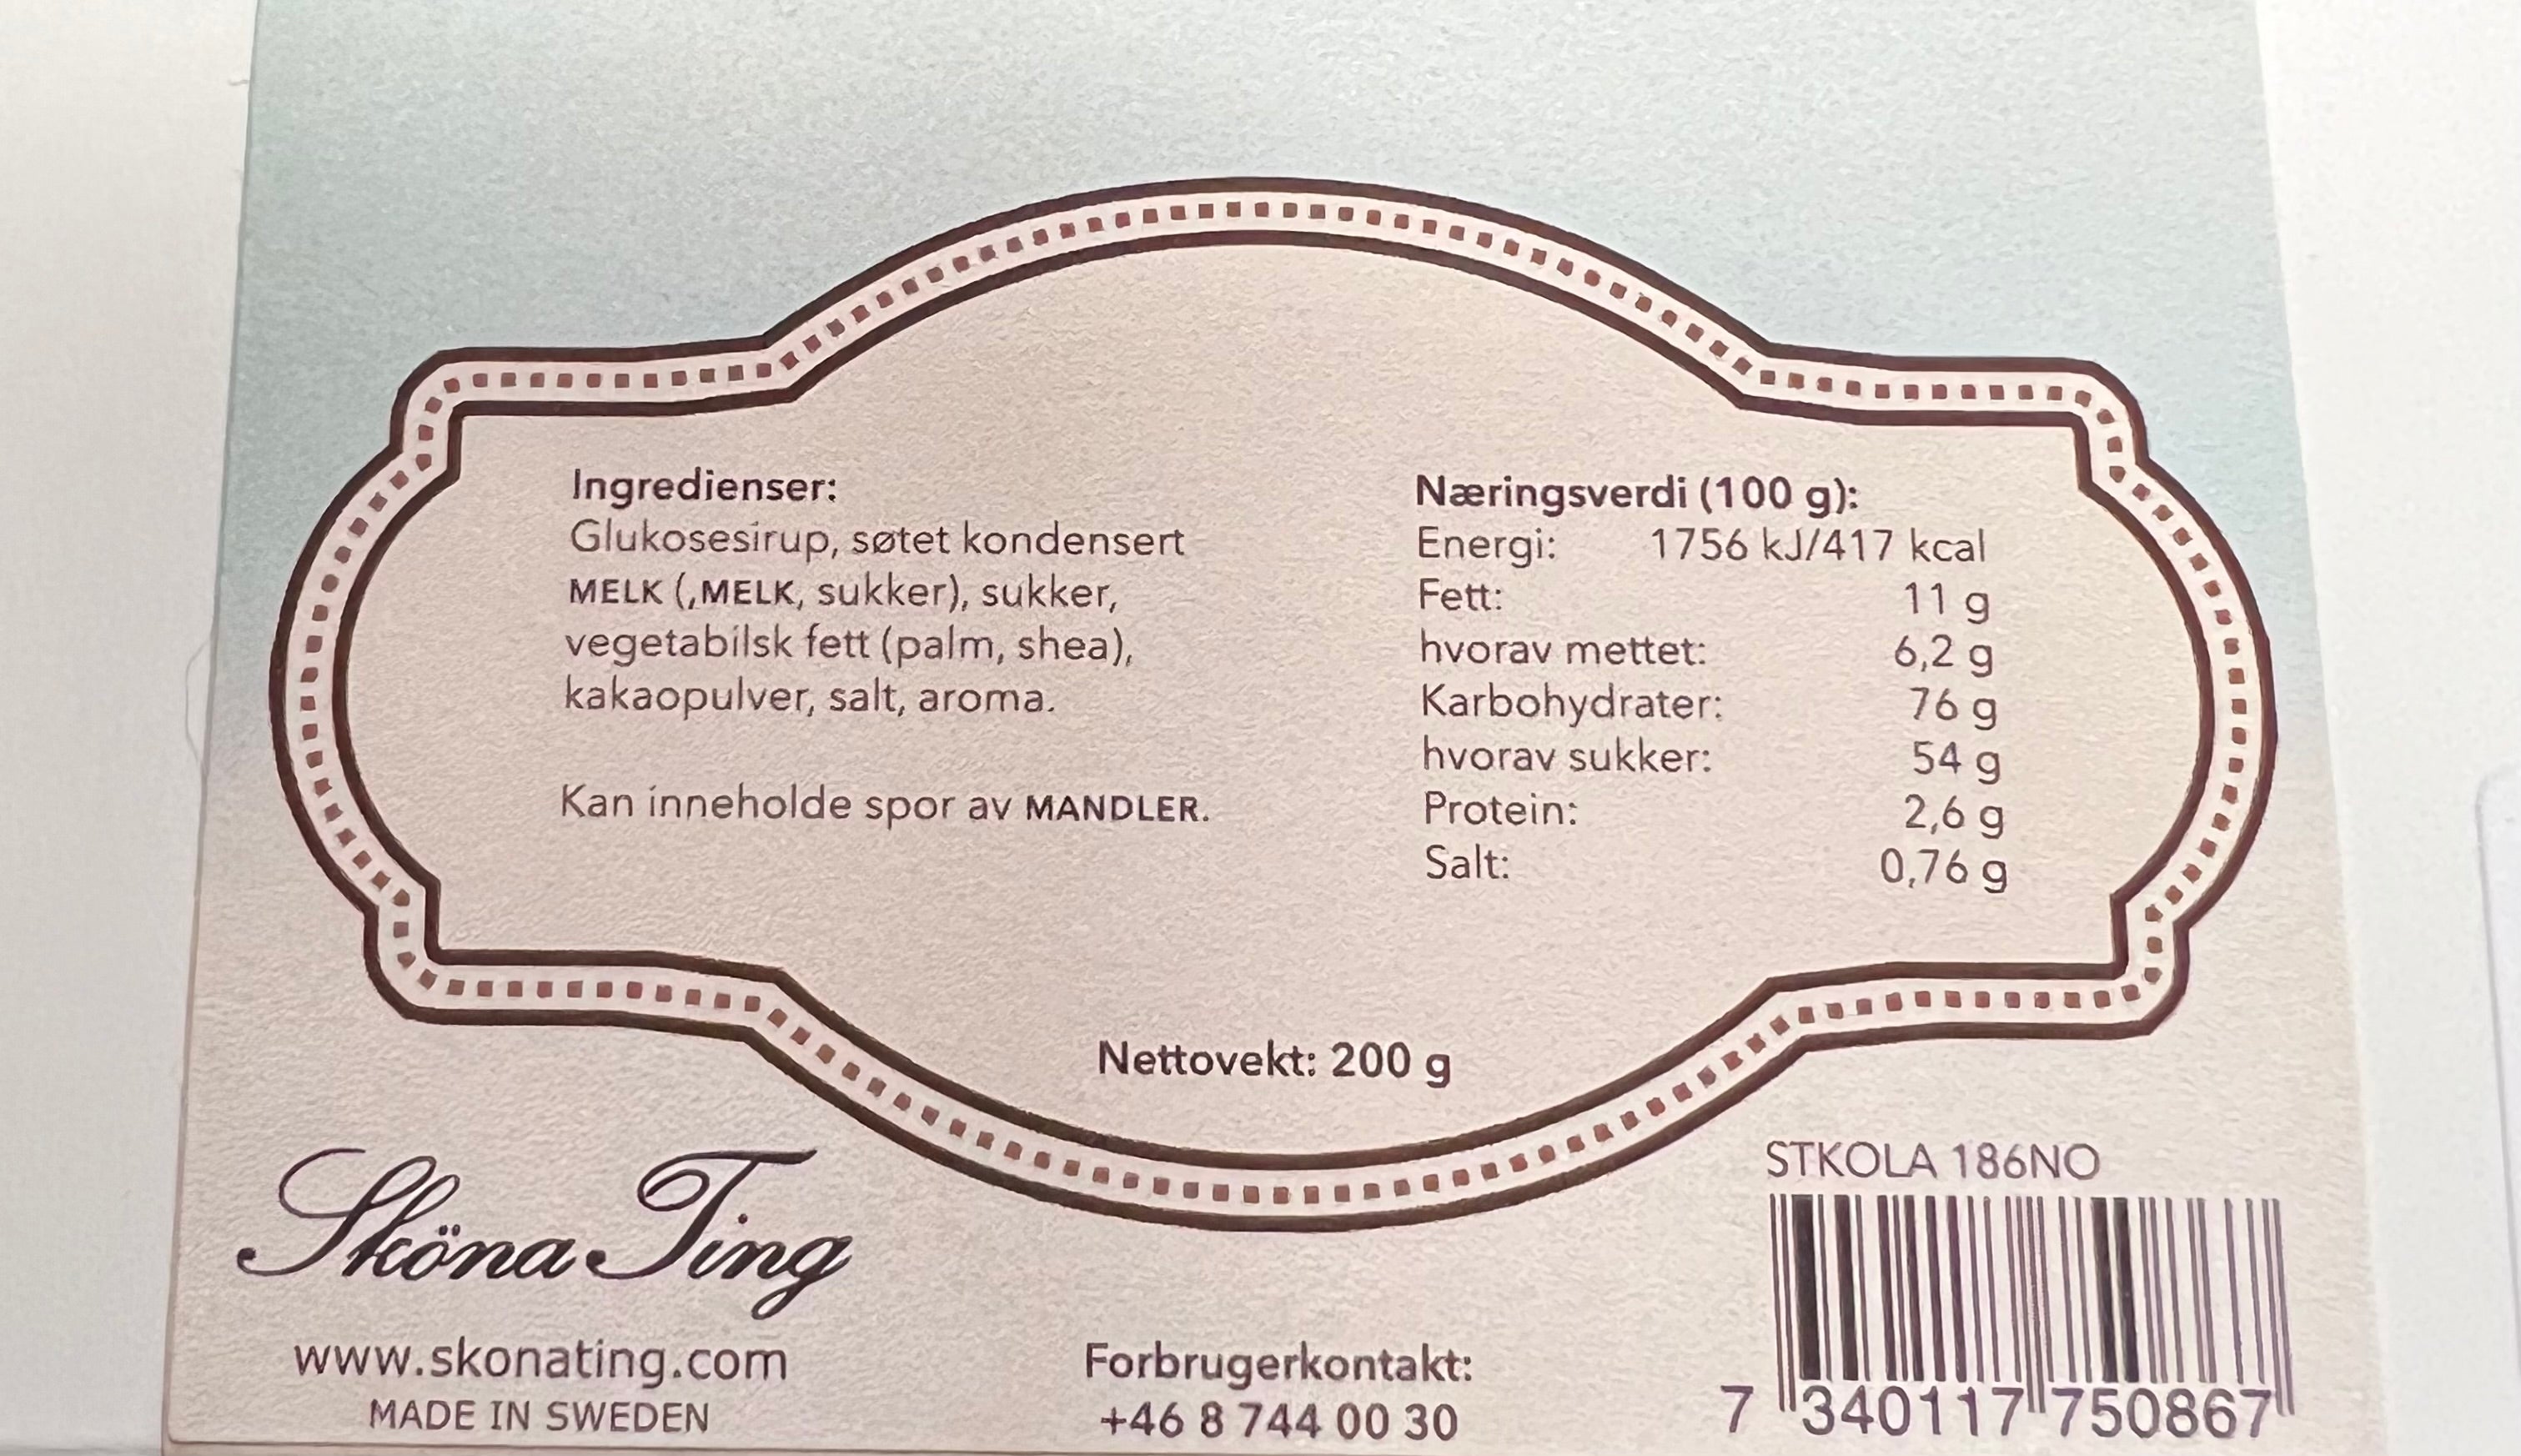 Ingredienser:
Glukosesirup, søtet kondensert
MELK (,MELK, sukker), sukker,
vegetabilsk fett (palm, shea),
kakaopulver, salt, aroma.
Kan inneholde spor av MANDLER.
Næringsverdi (100 g):
Energi: 1756 kJ/417 kcal
Fett: 11 g
hvorav mettet: 6,2 g
Karbohydrater: 76 g
hvorav sukker: 54 g
Protein: 2,6 g
Salt: 0,76 g
Nettovekt: 200 g
Sköna Ting
www.skonating.com
MADE IN SWEDEN
Forbrugerkontakt:
+46 8 744 00 30
STKOLA 186NO
7 340117 750867